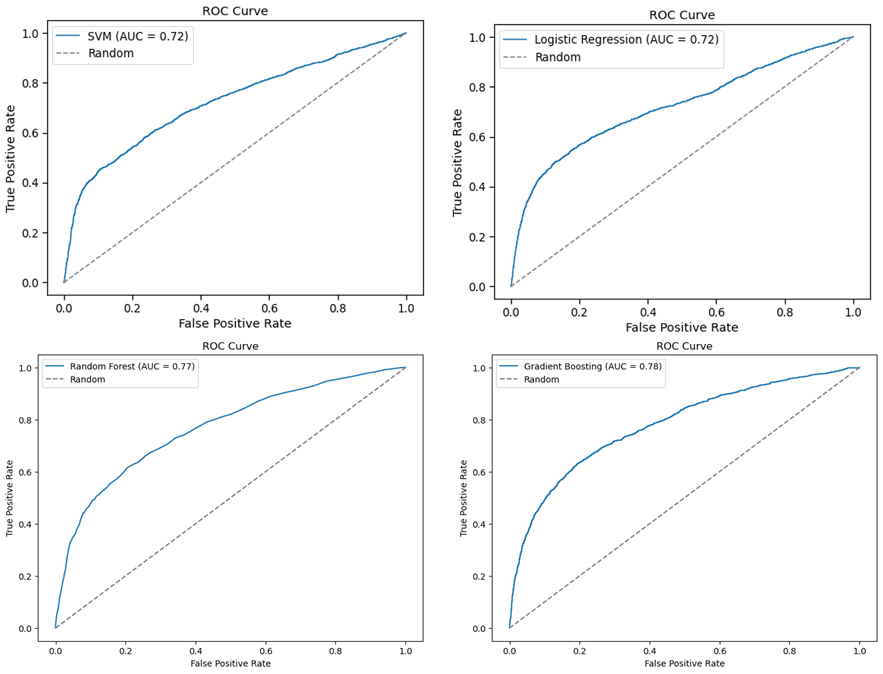 ROC Curve
SVM (AUC = 0.72)
Random
True Positive Rate
1.0
0.8
0.6
0.4
0.2
0.0
0.0 0.2 0.4 0.6 0.8 1.0
False Positive Rate
ROC Curve
Logistic Regression (AUC = 0.72)
Random
True Positive Rate
1.0
0.8
0.6
0.4
0.2
0.0
0.0 0.2 0.4 0.6 0.8 1.0
False Positive Rate
ROC Curve
Random Forest (AUC = 0.77)
Random
True Positive Rate
1.0
0.8
0.6
0.4
0.2
0.0
0.0 0.2 0.4 0.6 0.8 1.0
False Positive Rate
ROC Curve
Gradient Boosting (AUC = 0.78)
Random
True Positive Rate
1.0
0.8
0.6
0.4
0.2
0.0
0.0 0.2 0.4 0.6 0.8 1.0
False Positive Rate